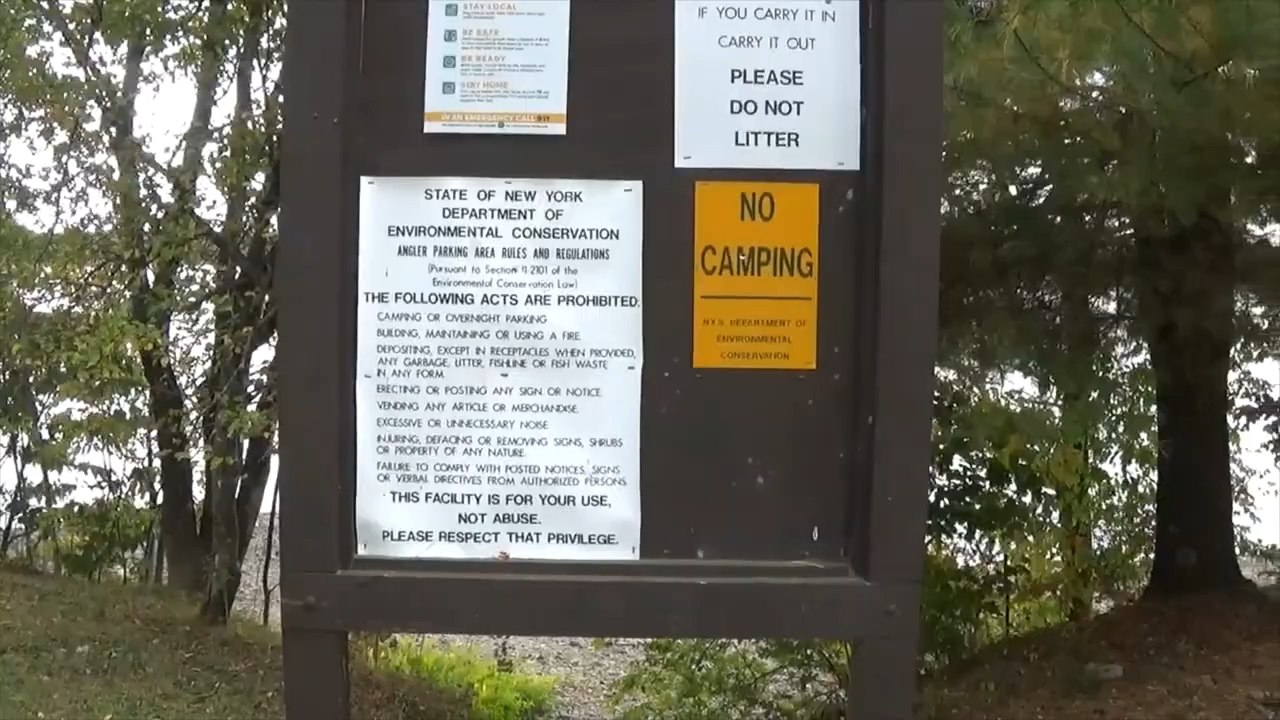 STAY LOCAL
BE SAFE
BE READY
STAY HOME
IN AN EMERGENCY CALL 911
IF YOU CARRY IT IN
CARRY IT OUT
PLEASE
DO NOT
LITTER
STATE OF NEW YORK
DEPARTMENT OF
ENVIRONMENTAL CONSERVATION
ANGLER PARKING AREA RULES AND REGULATIONS
(Pursuant to Section 11-2101 of the
Environmental Conservation Law)
THE FOLLOWING ACTS ARE PROHIBITED:
CAMPING OR OVERNIGHT PARKING
BUILDING, MAINTAINING OR USING A FIRE.
DEPOSITING, EXCEPT IN RECEPTACLES WHEN PROVIDED,
ANY GARBAGE, LITTER, FISHLINE OR FISH WASTE
IN ANY FORM.
ERECTING OR POSTING ANY SIGN OR NOTICE.
VENDING ANY ARTICLE OR MERCHANDISE.
EXCESSIVE OR UNNECESSARY NOISE
INJURING, DEFACING OR REMOVING SIGNS, SHRUBS
OR PROPERTY OF ANY NATURE.
FAILURE TO COMPLY WITH POSTED NOTICES, SIGNS
OR VERBAL DIRECTIVES FROM AUTHORIZED PERSONS.
THIS FACILITY IS FOR YOUR USE,
NOT ABUSE.
PLEASE RESPECT THAT PRIVILEGE.
NO
CAMPING
N.Y.S. DEPARTMENT OF
ENVIRONMENTAL
CONSERVATION